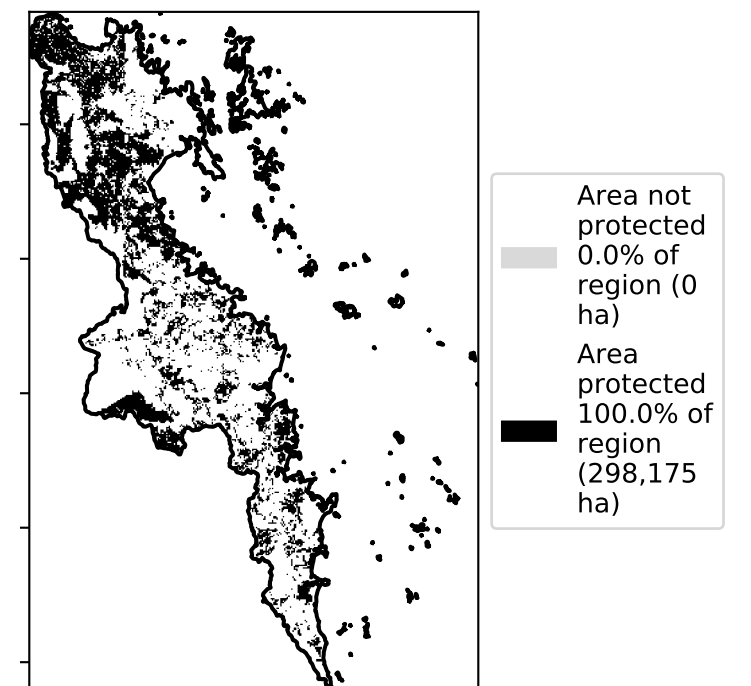 Area not
protected
0.0% of
region (0
ha)
Area
protected
100.0% of
region
(298,175
ha)